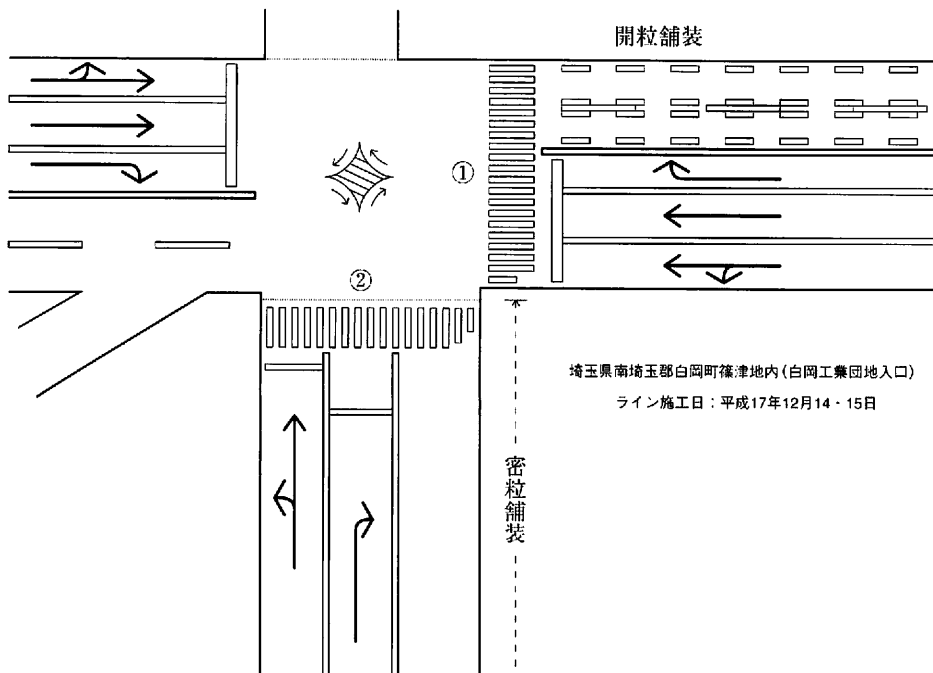 開粒舗装
①
②
埼玉県南埼玉郡白岡町篠津地内(白岡工業団地入口)
ライン施工日:平成17年12月14・15日
密粒舗装